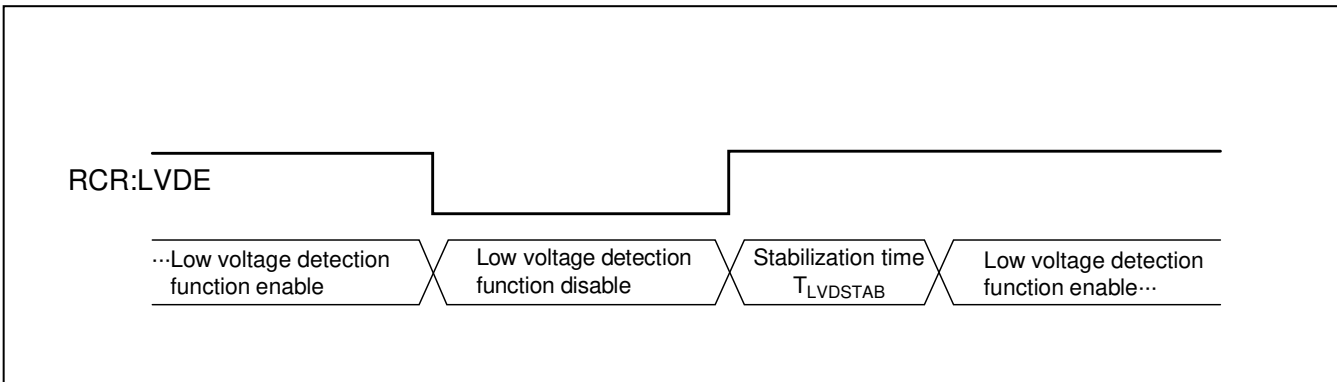 RCR:LVDE
···Low voltage detection
function enable
Low voltage detection
function disable
Stabilization time
TLVDSTAB
Low voltage detection
function enable···